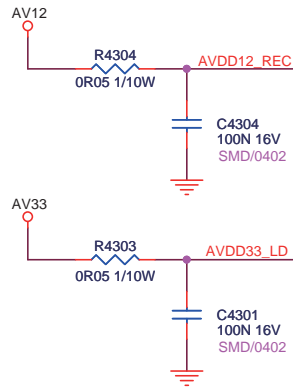 AV12
R4304
AVDD12_REC
0R05 1/10W
C4304
100N 16V
SMD/0402
AV33
R4303
AVDD33_LD
0R05 1/10W
C4301
100N 16V
SMD/0402